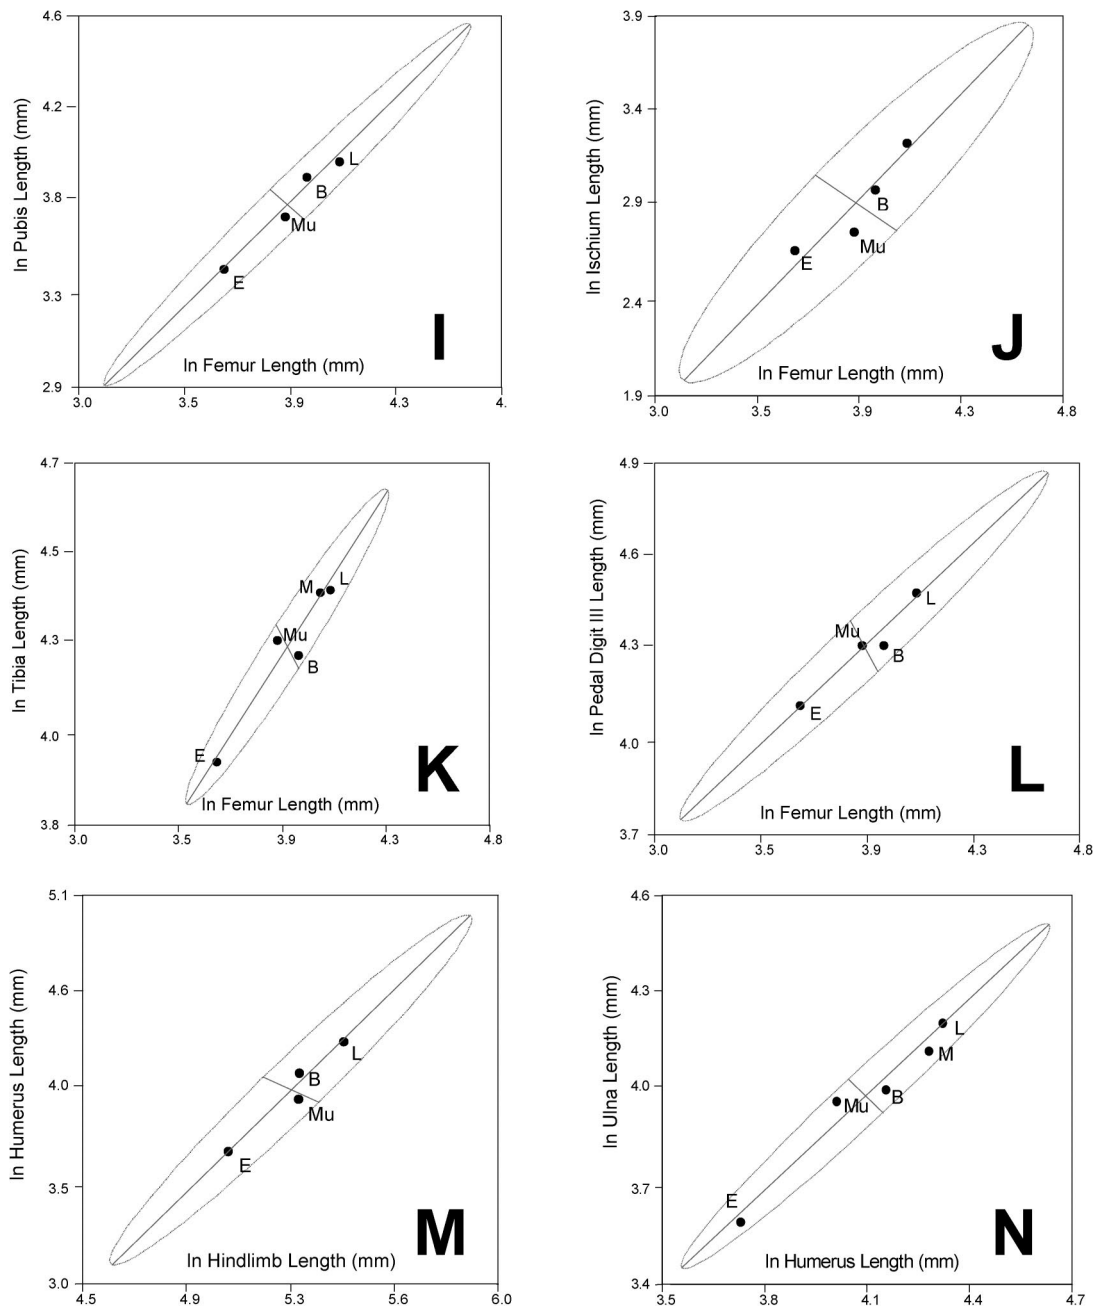 4.6
4.2
3.8
3.3
2.9
ln Pubis Length (mm)
L
B
Mu
E
I
ln Femur Length (mm)
3.0 3.5 3.9 4.3 4.
3.9
3.4
2.9
2.4
1.9
ln Ischium Length (mm)
B
Mu
E
J
ln Femur Length (mm)
3.0 3.5 3.9 4.3 4.8
4.7
4.5
4.3
4.0
3.8
ln Tibia Length (mm)
M L
Mu
B
E
K
ln Femur Length (mm)
3.0 3.5 3.9 4.3 4.8
4.9
4.6
4.3
4.0
3.7
ln Pedal Digit III Length (mm)
L
Mu
B
E
L
ln Femur Length (mm)
3.0 3.5 3.9 4.3 4.8
5.1
4.6
4.0
3.5
3.0
ln Humerus Length (mm)
L
B
Mu
E
M
ln Hindlimb Length (mm)
4.5 4.9 5.3 5.6 6.0
4.6
4.3
4.0
3.7
3.4
ln Ulna Length (mm)
L
M
B
Mu
E
N
ln Humerus Length (mm)
3.5 3.8 4.1 4.4 4.7